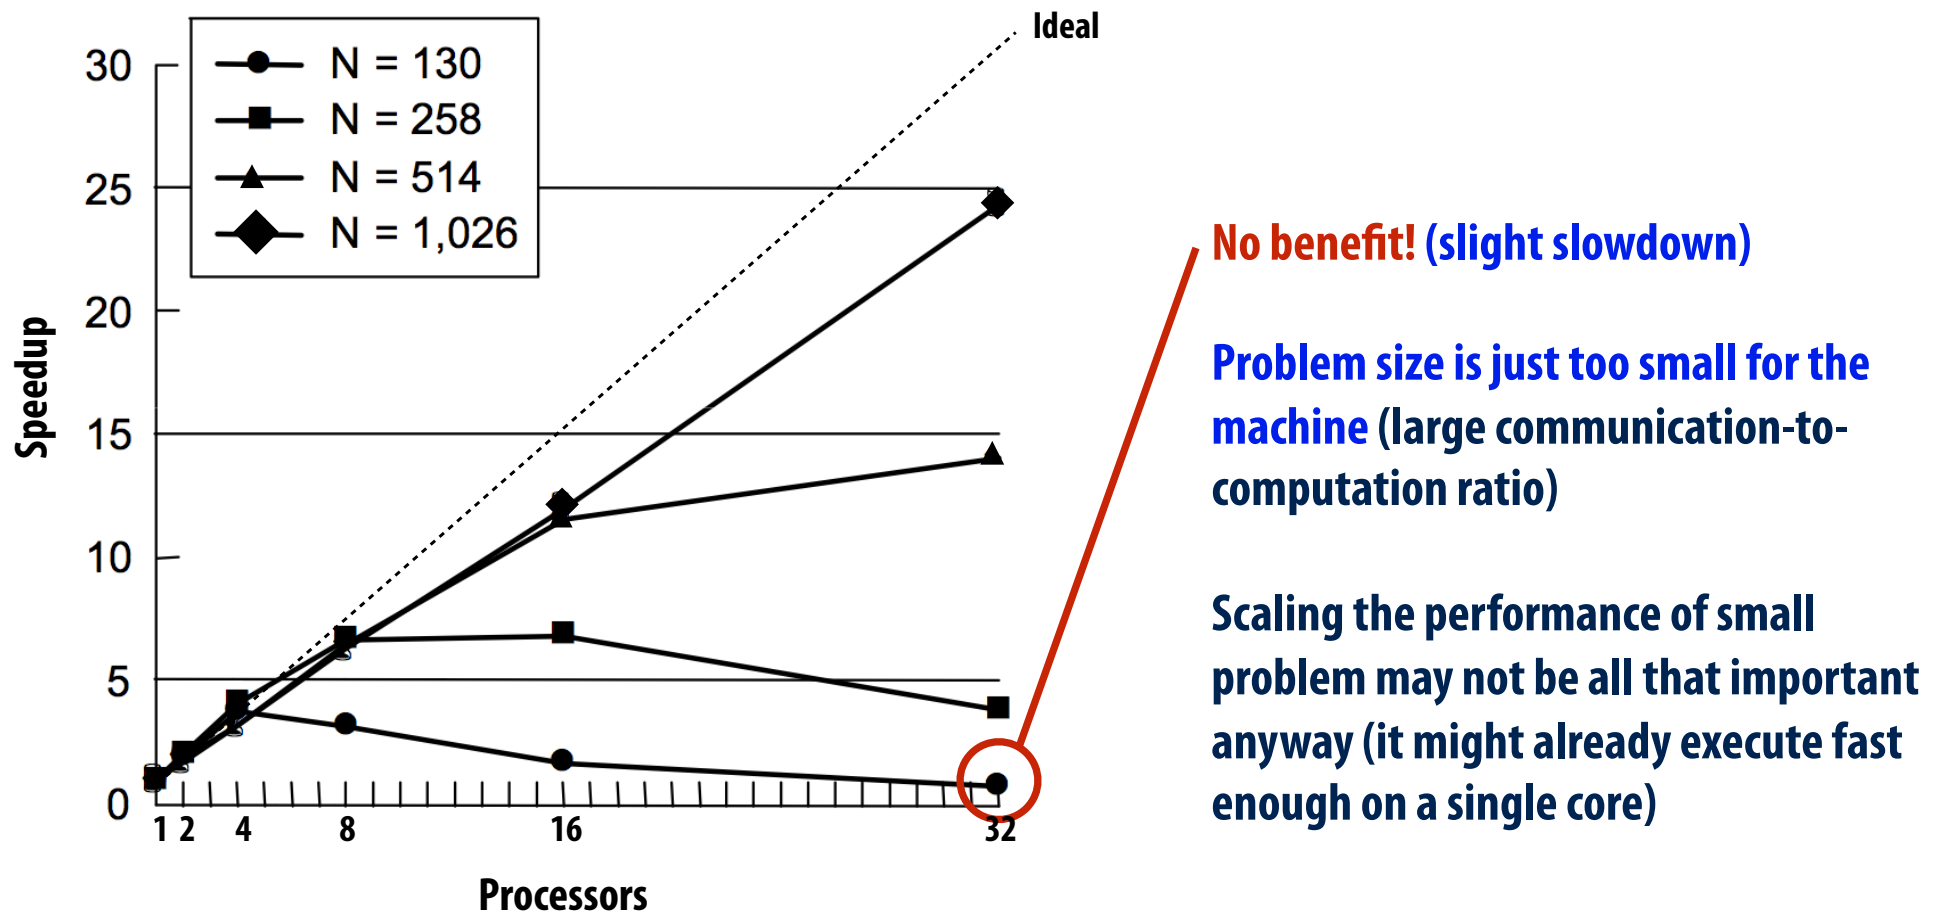 Ideal
N = 130
N = 258
N = 514
N = 1,026
30
25
20
15
10
5
0
Speedup
1 2 4 8 16 32
Processors
No benefit! (slight slowdown)
Problem size is just too small for the
machine (large communication-to-
computation ratio)
Scaling the performance of small
problem may not be all that important
anyway (it might already execute fast
enough on a single core)